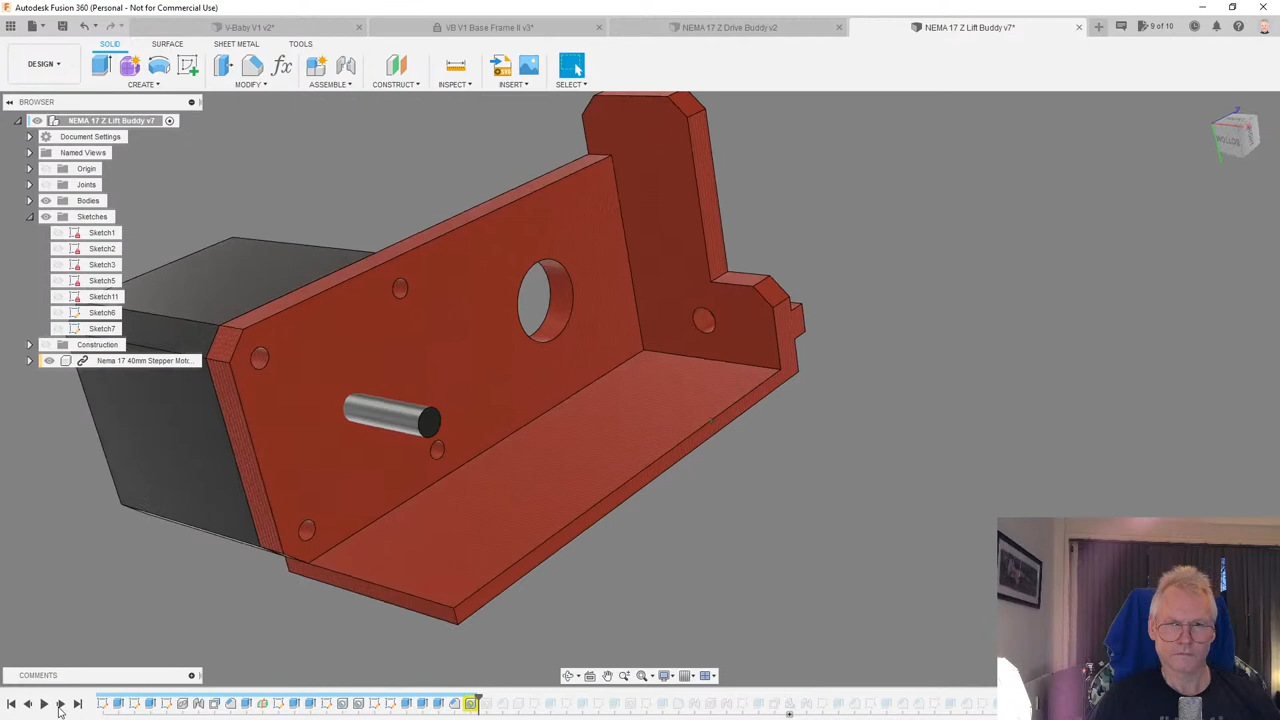 Autodesk Fusion 360 (Personal - Not for Commercial Use)
V-Baby V1 v2*
VB V1 Base Frame II v3*
NEMA 17 Z Drive Buddy v2
NEMA 17 Z Lift Buddy v7*
9 of 10
SOLID
SURFACE
SHEET METAL
TOOLS
DESIGN
CREATE
MODIFY
ASSEMBLE
CONSTRUCT
INSPECT
INSERT
SELECT
BROWSER
NEMA 17 Z Lift Buddy v7
Document Settings
Named Views
Origin
Joints
Bodies
Sketches
Sketch1
Sketch2
Sketch3
Sketch5
Sketch11
Sketch6
Sketch7
Construction
Nema 17 40mm Stepper Motc...
BOTTOM
COMMENTS